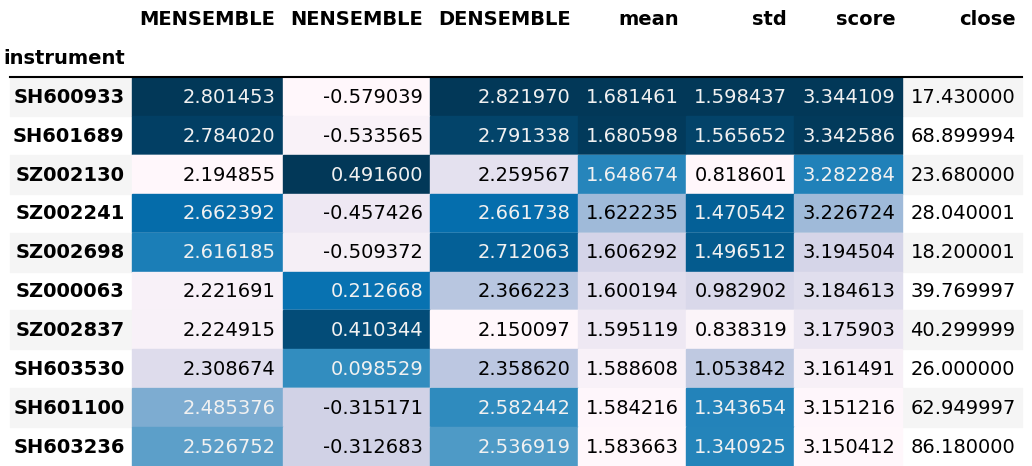 MENSEMBLE NENSEMBLE DENSEMBLE mean std score close
instrument
SH600933 2.801453 -0.579039 2.821970 1.681461 1.598437 3.344109 17.430000
SH601689 2.784020 -0.533565 2.791338 1.680598 1.565652 3.342586 68.899994
SZ002130 2.194855 0.491600 2.259567 1.648674 0.818601 3.282284 23.680000
SZ002241 2.662392 -0.457426 2.661738 1.622235 1.470542 3.226724 28.040001
SZ002698 2.616185 -0.509372 2.712063 1.606292 1.496512 3.194504 18.200001
SZ000063 2.221691 0.212668 2.366223 1.600194 0.982902 3.184613 39.769997
SZ002837 2.224915 0.410344 2.150097 1.595119 0.838319 3.175903 40.299999
SH603530 2.308674 0.098529 2.358620 1.588608 1.053842 3.161491 26.000000
SH601100 2.485376 -0.315171 2.582442 1.584216 1.343654 3.151216 62.949997
SH603236 2.526752 -0.312683 2.536919 1.583663 1.340925 3.150412 86.180000